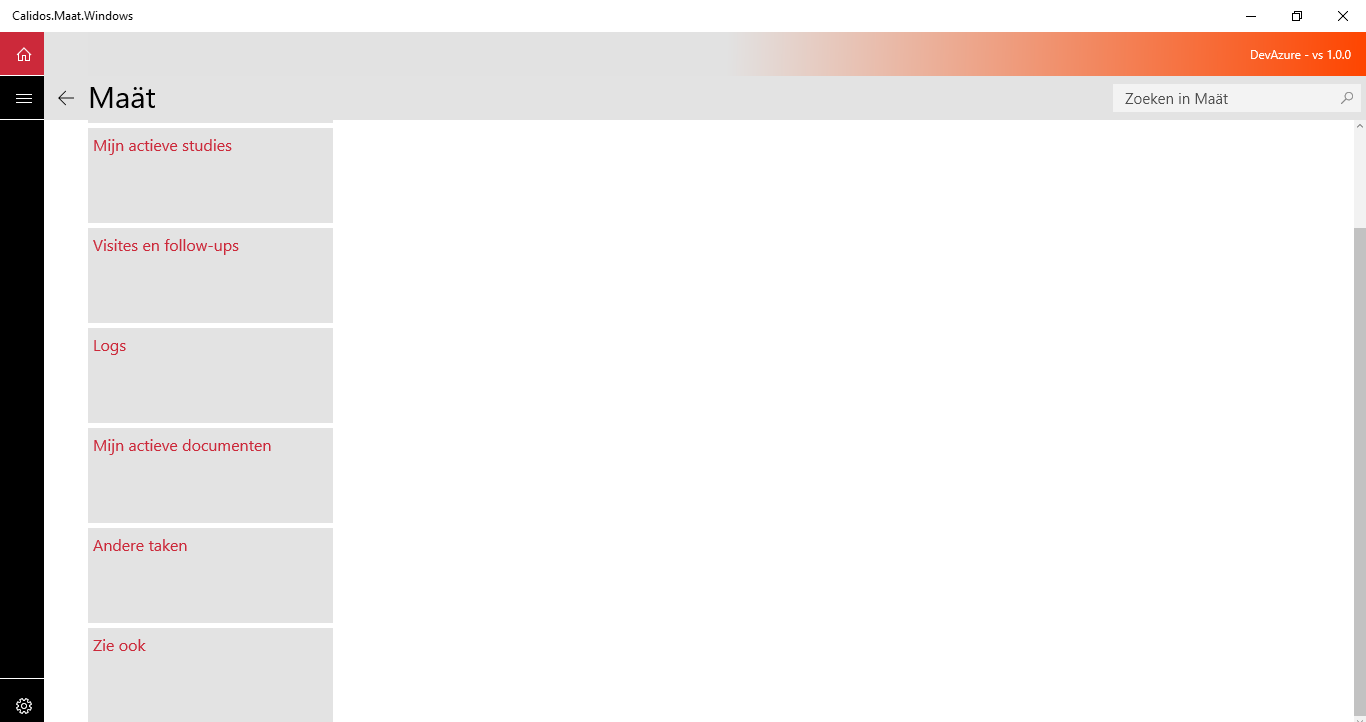 Calidos.Maat.Windows
DevAzure - vs 1.0.0
Maät
Zoeken in Maät
Mijn actieve studies
Visites en follow-ups
Logs
Mijn actieve documenten
Andere taken
Zie ook